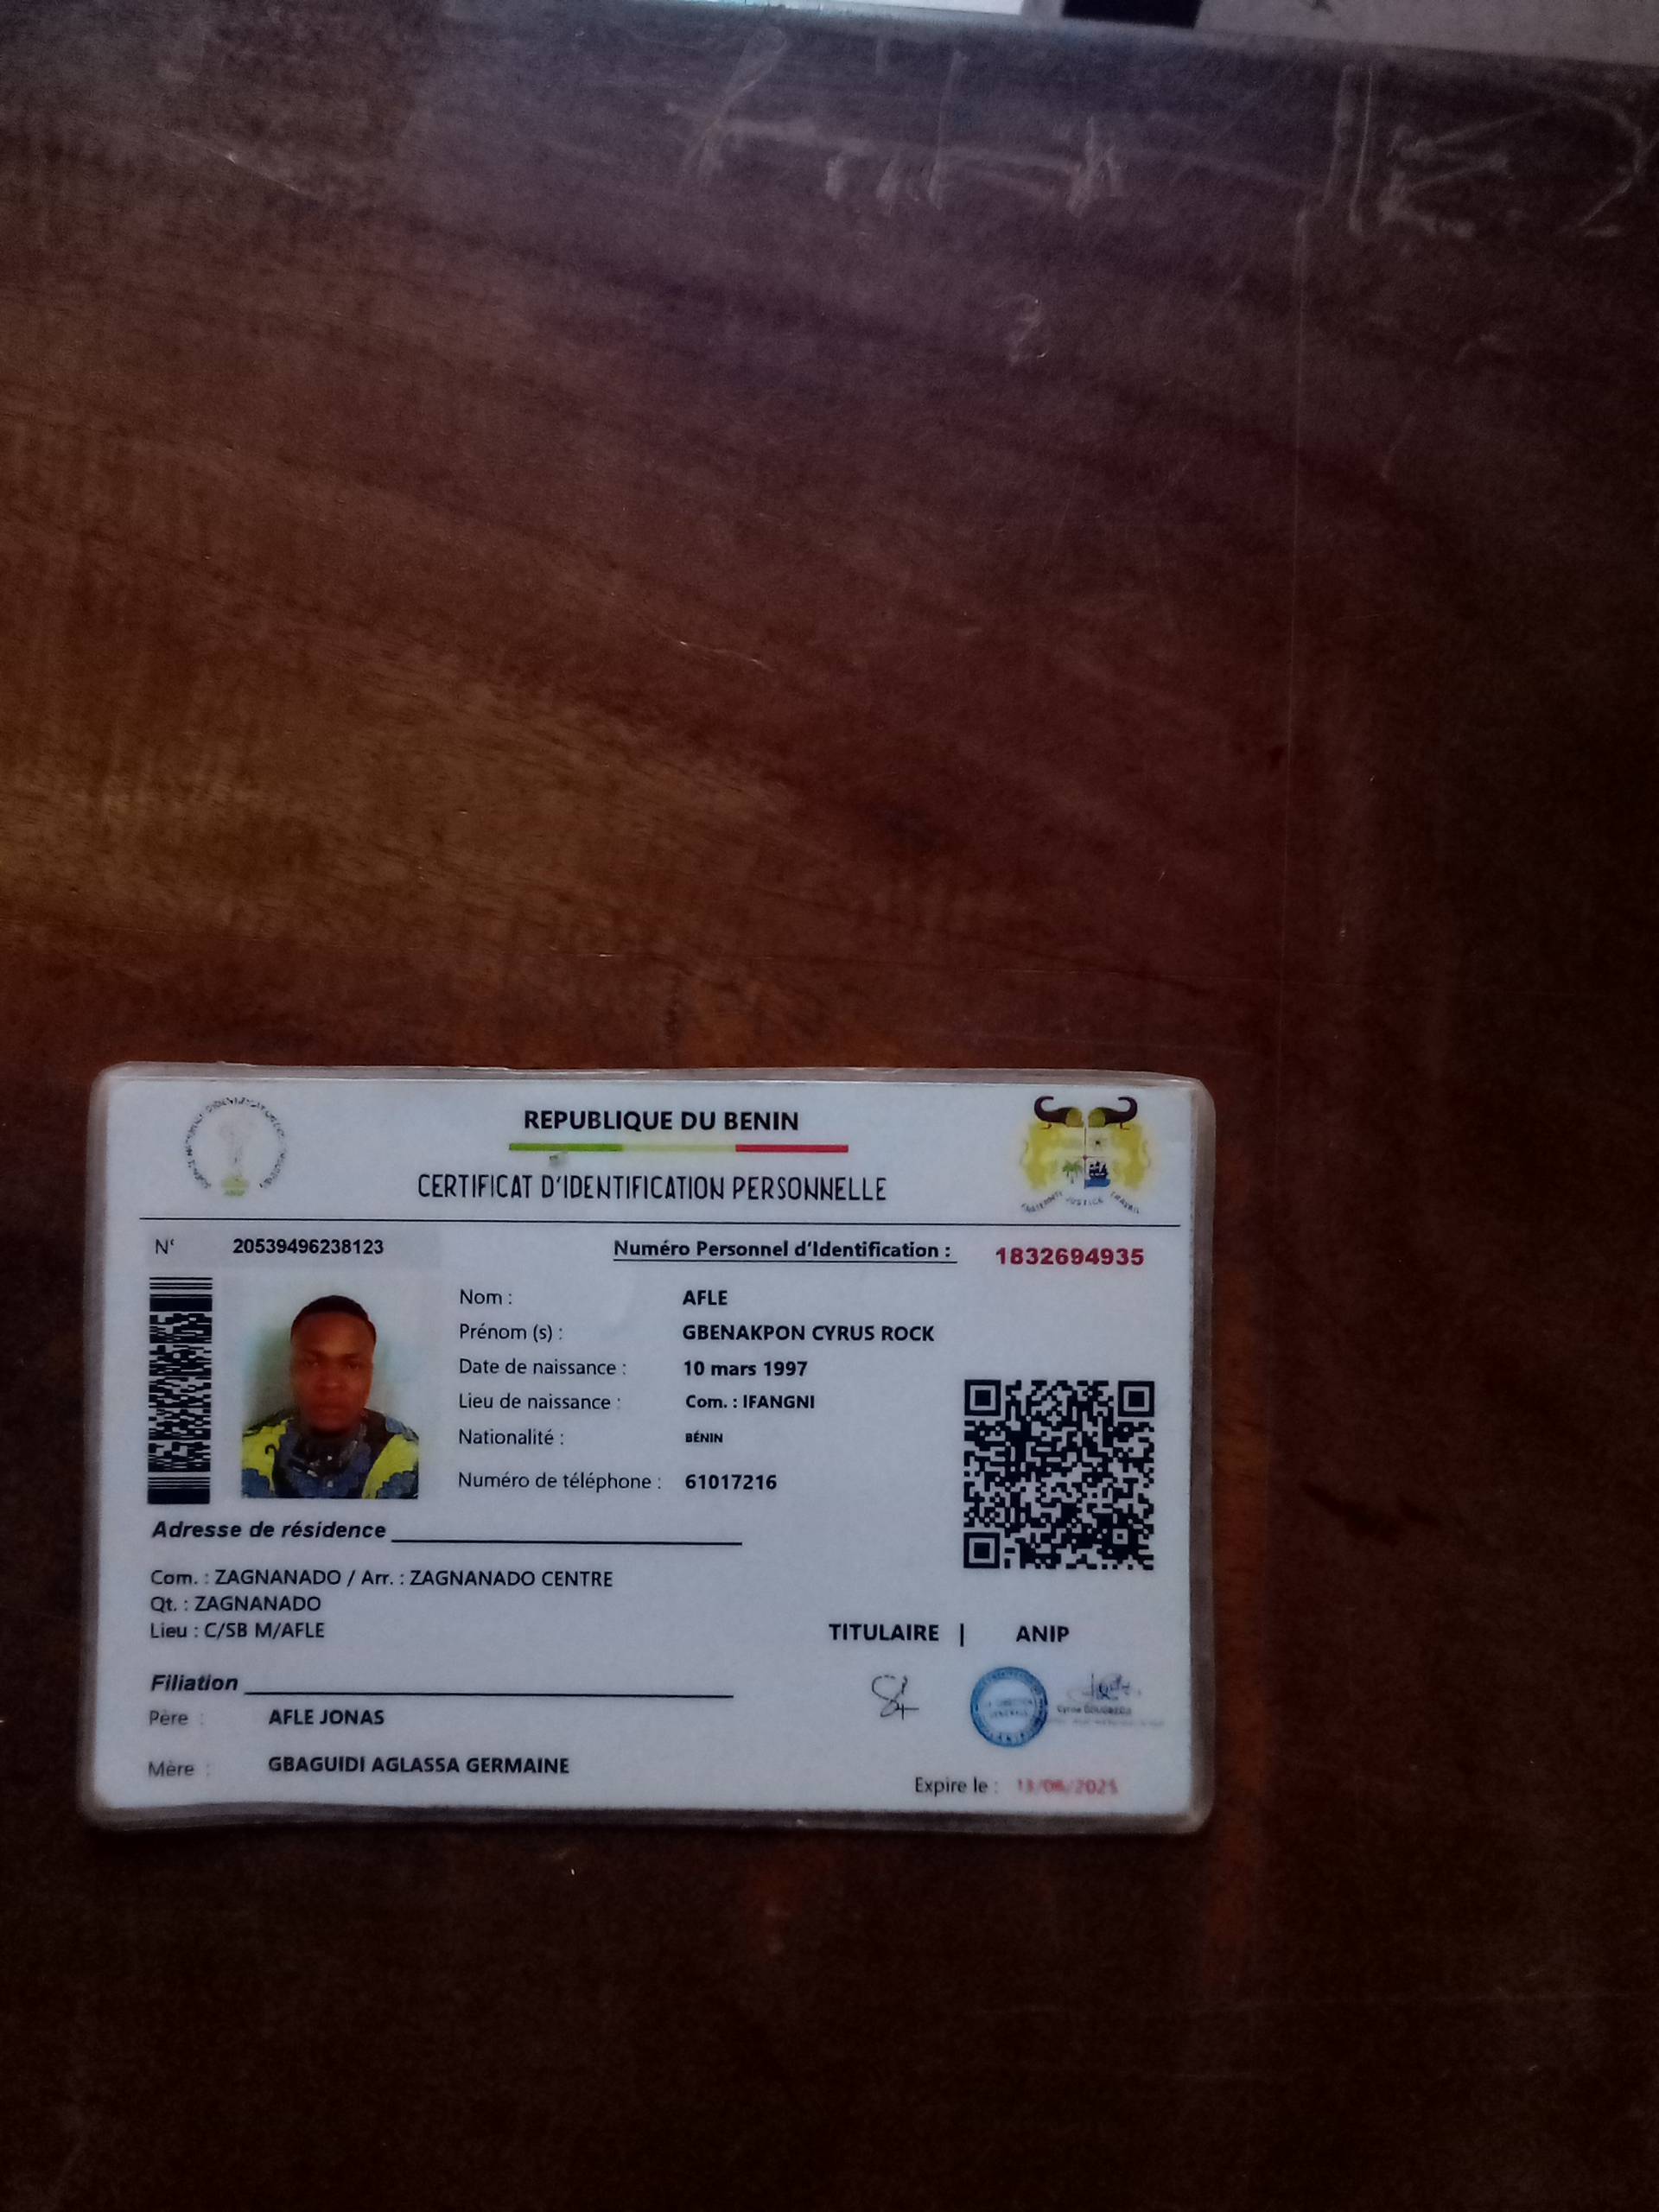 REPUBLIQUE DU BENIN
CERTIFICAT D'IDENTIFICATION PERSONNELLE
FRATERNITE JUSTICE TRAVAIL
N° 20539496238123 Numéro Personnel d'Identification : 1832694935
Nom : AFLE
Prénom (s) : GBENAKPON CYRUS ROCK
Date de naissance : 10 mars 1997
Lieu de naissance : Com. : IFANGNI
Nationalité : BÉNIN
Numéro de téléphone : 61017216
Adresse de résidence
Com. : ZAGNANADO / Arr. : ZAGNANADO CENTRE
Qt. : ZAGNANADO
Lieu : C/SB M/AFLE
TITULAIRE | ANIP
Filiation
Père : AFLE JONAS
Mère : GBAGUIDI AGLASSA GERMAINE
Expire le :